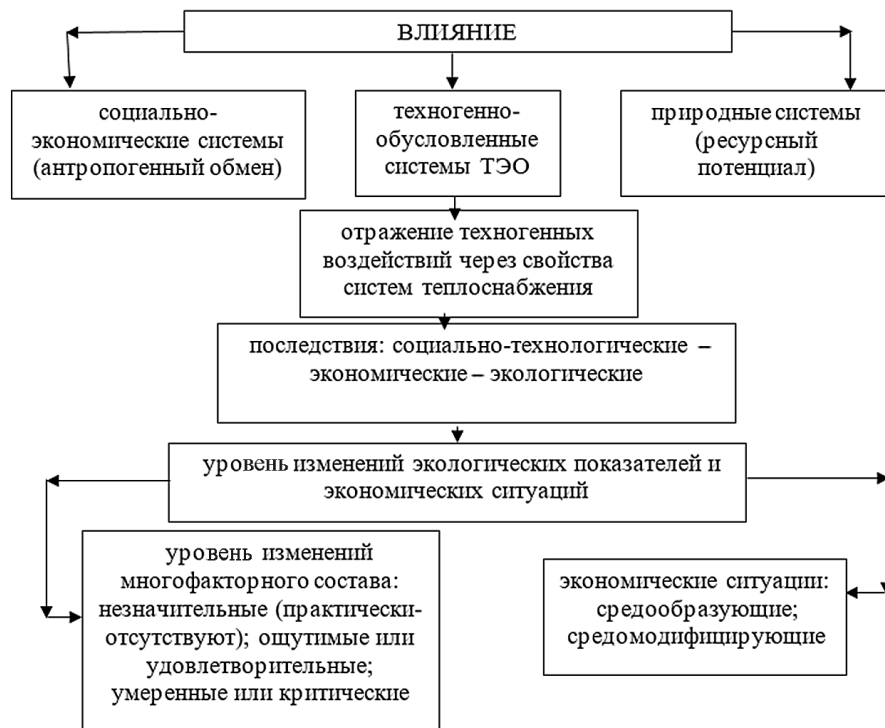 ВЛИЯНИЕ
социально-
экономические системы
(антропогенный обмен)
техногенно-
обусловленные
системы ТЭО
природные системы
(ресурсный
потенциал)
отражение техногенных
воздействий через свойства
систем теплоснабжения
последствия: социально-технологические –
экономические – экологические
уровень изменений экологических показателей и
экономических ситуаций
уровень изменений
многофакторного состава:
незначительные (практически-
отсутствуют); ощутимые или
удовлетворительные;
умеренные или критические
экономические ситуации:
средообразующие;
средомодифицирующие